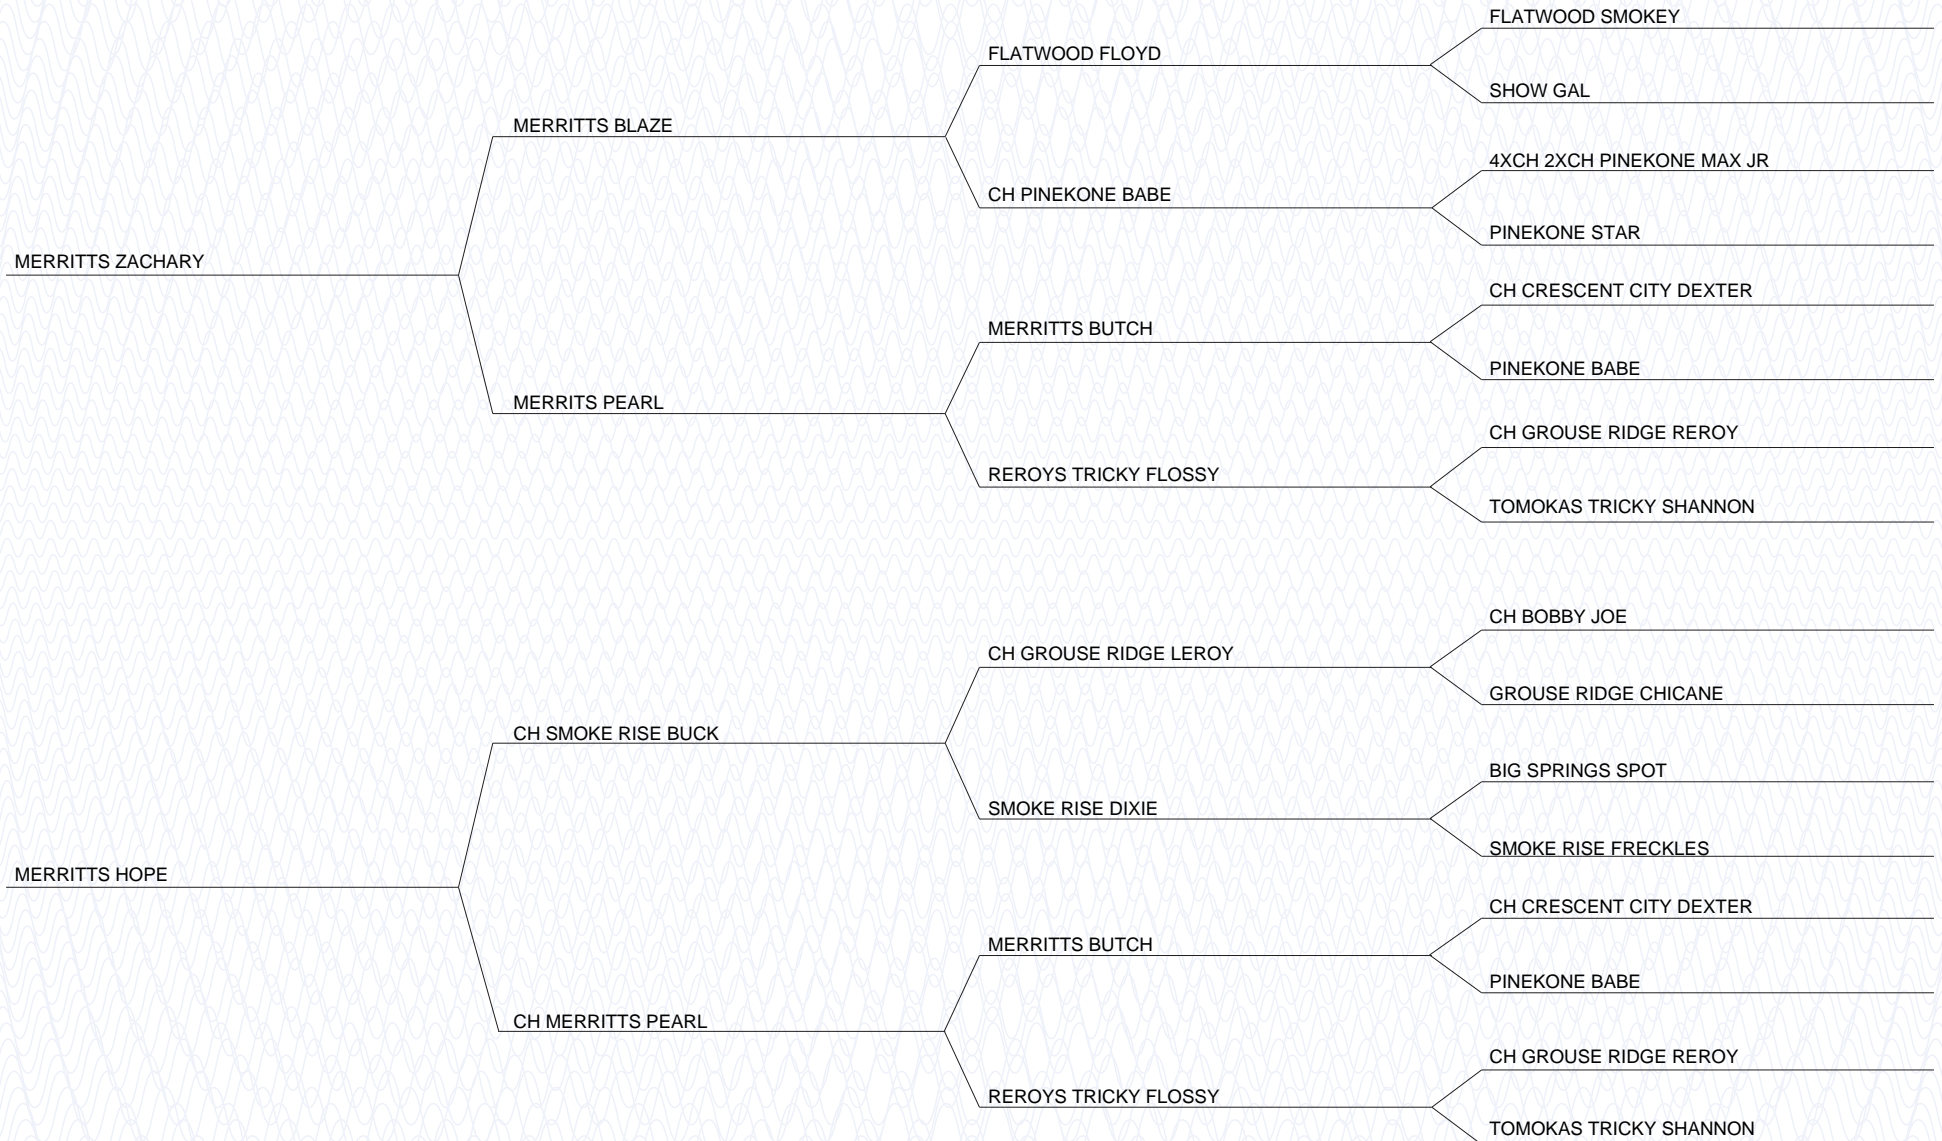 FLATWOOD SMOKEY
FLATWOOD FLOYD
SHOW GAL
MERRITTS BLAZE
4XCH 2XCH PINEKONE MAX JR
CH PINEKONE BABE
PINEKONE STAR
MERRITTS ZACHARY
CH CRESCENT CITY DEXTER
MERRITTS BUTCH
PINEKONE BABE
MERRITS PEARL
CH GROUSE RIDGE REROY
REROYS TRICKY FLOSSY
TOMOKAS TRICKY SHANNON
CH BOBBY JOE
CH GROUSE RIDGE LEROY
GROUSE RIDGE CHICANE
CH SMOKE RISE BUCK
BIG SPRINGS SPOT
SMOKE RISE DIXIE
SMOKE RISE FRECKLES
MERRITTS HOPE
CH CRESCENT CITY DEXTER
MERRITTS BUTCH
PINEKONE BABE
CH MERRITTS PEARL
CH GROUSE RIDGE REROY
REROYS TRICKY FLOSSY
TOMOKAS TRICKY SHANNON